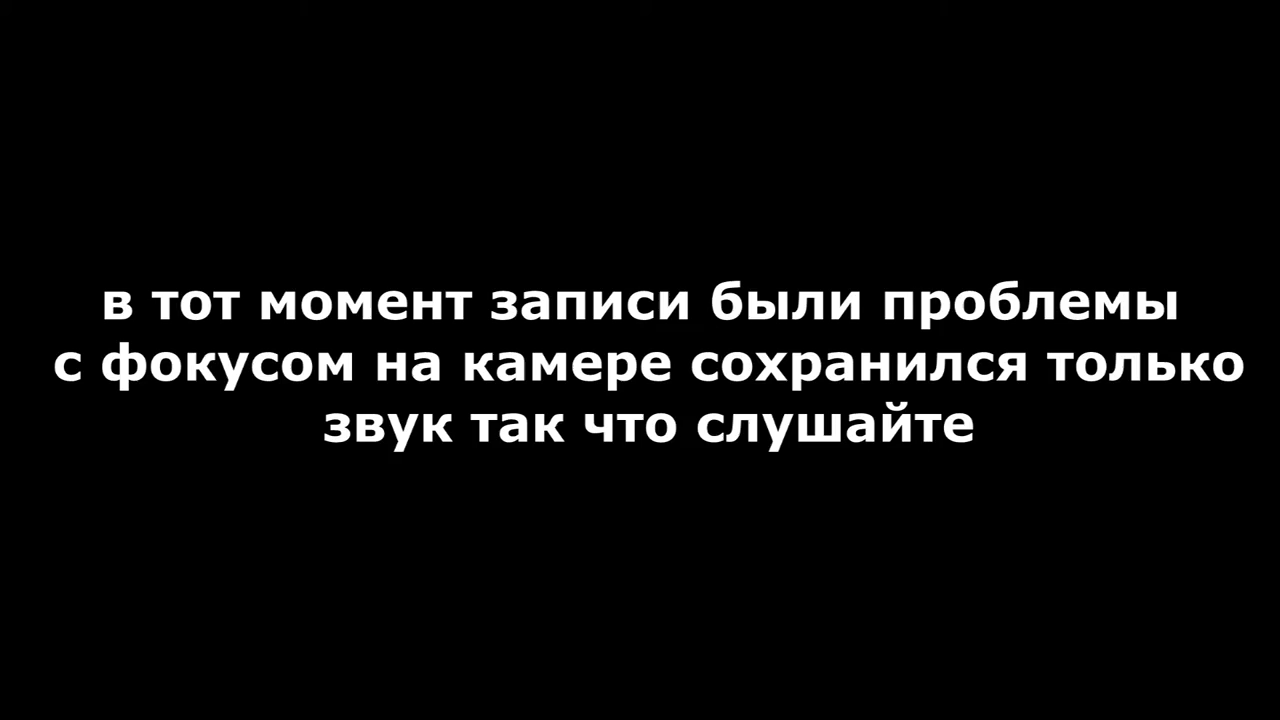 в тот момент записи были проблемы
с фокусом на камере сохранился только
звук так что слушайте